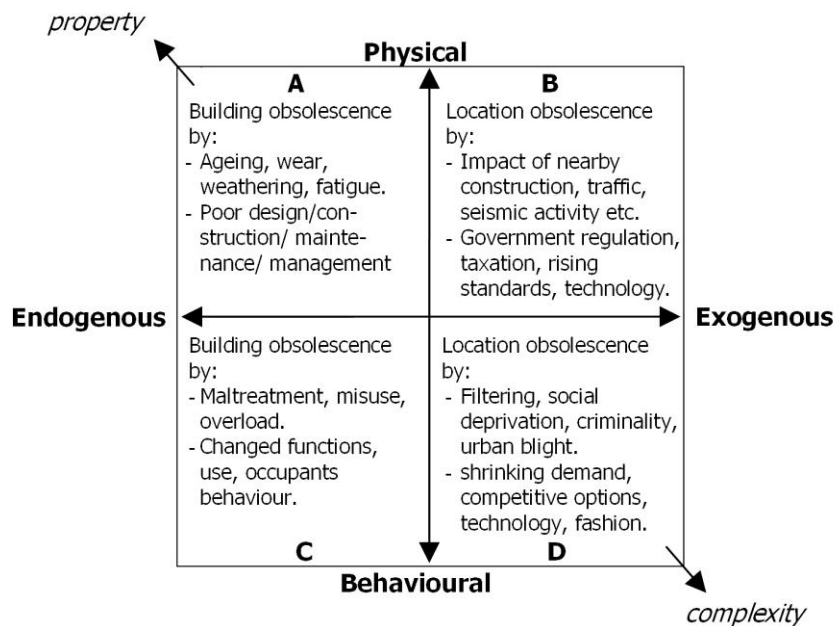 property
Physical
A
Building obsolescence
by:
- Ageing, wear,
weathering, fatigue.
- Poor design/con-
struction/ mainte-
nance/ management
B
Location obsolescence
by:
- Impact of nearby
construction, traffic,
seismic activity etc.
- Government regulation,
taxation, rising
standards, technology.
Endogenous
Exogenous
Building obsolescence
by:
- Maltreatment, misuse,
overload.
- Changed functions,
use, occupants
behaviour.
C
Location obsolescence
by:
- Filtering, social
deprivation, criminality,
urban blight.
- shrinking demand,
competitive options,
technology, fashion.
D
Behavioural
complexity